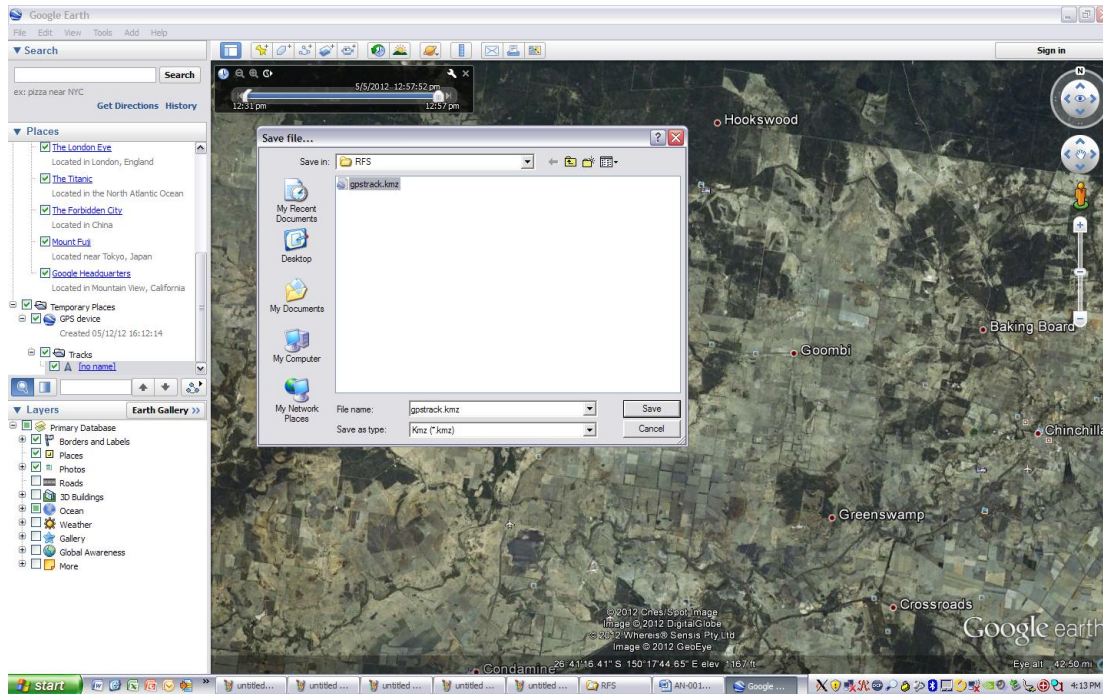 Google Earth
File Edit View Tools Add Help
Search
Sign in
Search
ex: pizza near NYC
Get Directions History
5/5/2012 12:57:52 pm
12:31 pm 12:57 pm
N
Hookswood
Places
The London Eye
Located in London, England
The Titanic
Located in the North Atlantic Ocean
The Forbidden City
Located in China
Mount Fuji
Located near Tokyo, Japan
Google Headquarters
Located in Mountain View, California
Temporary Places
GPS device
Created 05/12/12 16:12:14
Tracks
[no name]
Save file...
Save in: RFS
gpstrack.kmz
My Recent
Documents
Desktop
My Documents
My Computer
My Network
Places
File name: gpstrack.kmz Save
Save as type: Kmz (*.kmz) Cancel
Baking Board
Goombi
Chinchilla
Greenswamp
Crossroads
Layers Earth Gallery >>
Primary Database
Borders and Labels
Places
Photos
Roads
3D Buildings
Ocean
Weather
Gallery
Global Awareness
More
© 2012 Cnes/Spot Image
Image © 2012 DigitalGlobe
© 2012 Whereis® Sensis Pty Ltd
Image © 2012 GeoEye
Google earth
Condamine
26°41'16.41" S 150°17'44.65" E elev 1167 ft
Eye alt 42.50 mi
start untitled... untitled ... untitled ... untitled ... untitled ... RFS AN-001... Google ... 4:13 PM